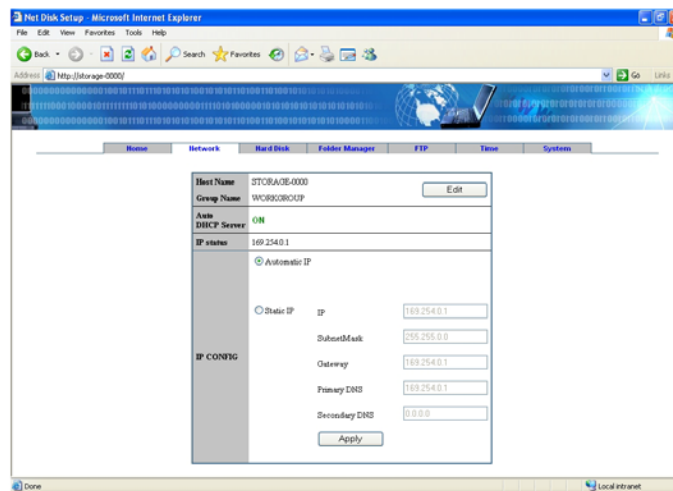 Net Disk Setup - Microsoft Internet Explorer
File Edit View Favorites Tools Help
Back Search Favorites
Address http://storage-0000/ Go Links
Home Network Hard Disk Folder Manager FTP Time System
Host Name STORAGE-0000
Edit
Group Name WORKGROUP
Auto
DHCP Server ON
IP status 169.254.0.1
Automatic IP
Static IP IP 169.254.0.1
SubnetMask 255.255.0.0
IP CONFIG
Gateway 169.254.0.1
Primary DNS 169.254.0.1
Secondary DNS 0.0.0.0
Apply
Done Local intranet